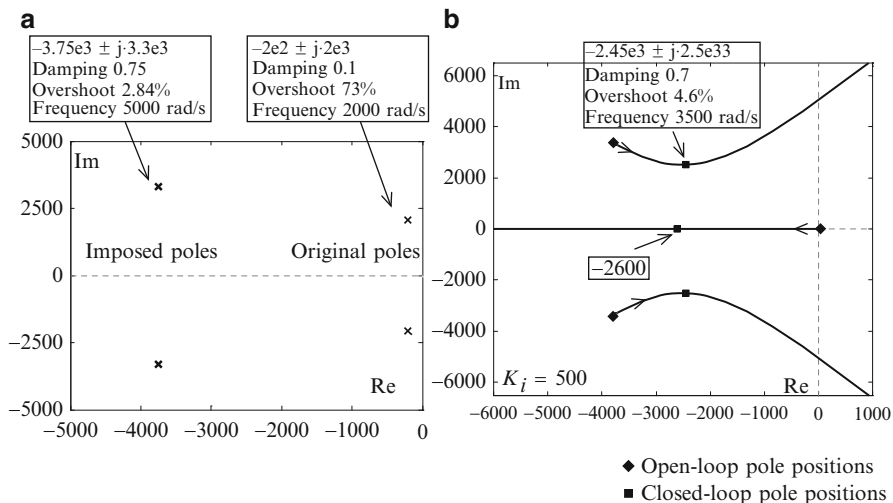 a
−3.75e3 ± j·3.3e3
Damping 0.75
Overshoot 2.84%
Frequency 5000 rad/s
−2e2 ± j·2e3
Damping 0.1
Overshoot 73%
Frequency 2000 rad/s
5000
Im
2500
Imposed poles
Original poles
0
−2500
Re
−5000
−5000
−4000
−3000
−2000
−1000
0
b
−2.45e3 ± j·2.5e33
Damping 0.7
Overshoot 4.6%
Frequency 3500 rad/s
6000
Im
4000
2000
0
−2600
−2000
−4000
−6000
K_i = 500
Re
−6000
−5000
−4000
−3000
−2000
−1000
0
1000
Open-loop pole positions
Closed-loop pole positions